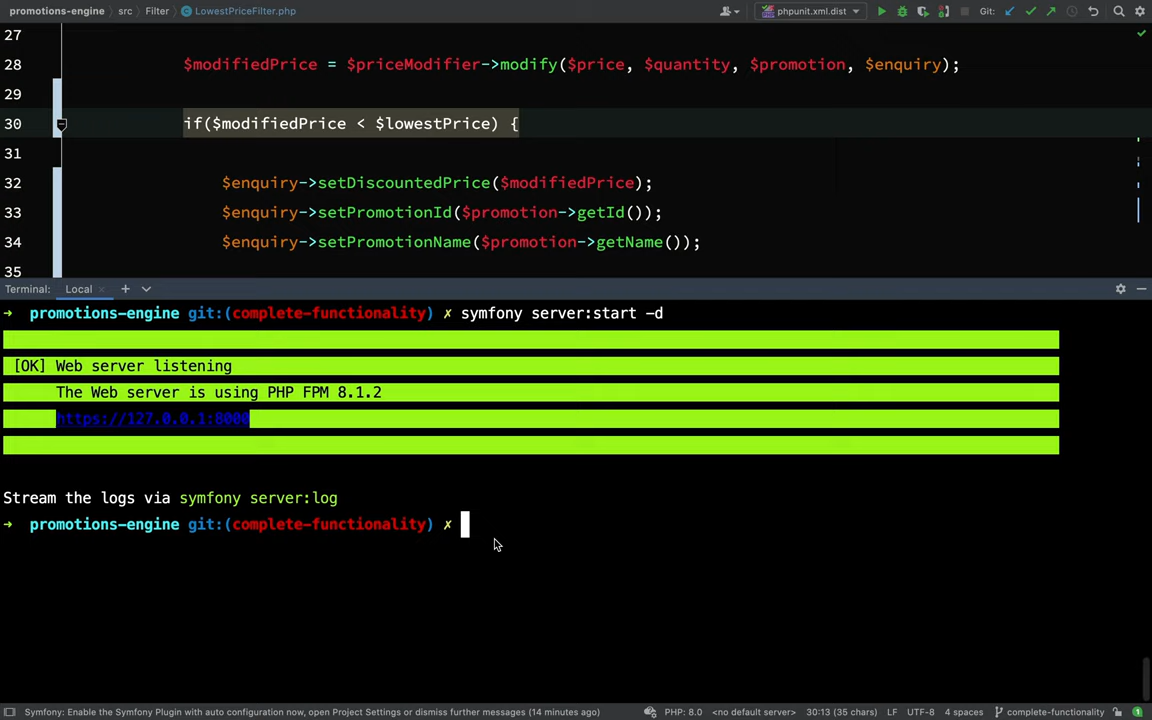 promotions-engine › src › Filter › LowestPriceFilter.php phpunit.xml.dist Git:
27
28 $modifiedPrice = $priceModifier->modify($price, $quantity, $promotion, $enquiry);
29
30 if($modifiedPrice < $lowestPrice) {
31
32 $enquiry->setDiscountedPrice($modifiedPrice);
33 $enquiry->setPromotionId($promotion->getId());
34 $enquiry->setPromotionName($promotion->getName());
35
Terminal: Local × +
→ promotions-engine git:(complete-functionality) ✗ symfony server:start -d
[OK] Web server listening
The Web server is using PHP FPM 8.1.2
https://127.0.0.1:8000
Stream the logs via symfony server:log
→ promotions-engine git:(complete-functionality) ✗
Symfony: Enable the Symfony Plugin with auto configuration now, open Project Settings or dismiss further messages (14 minutes ago) PHP: 8.0 <no default server> 30:13 (35 chars) LF UTF-8 4 spaces complete-functionality 1